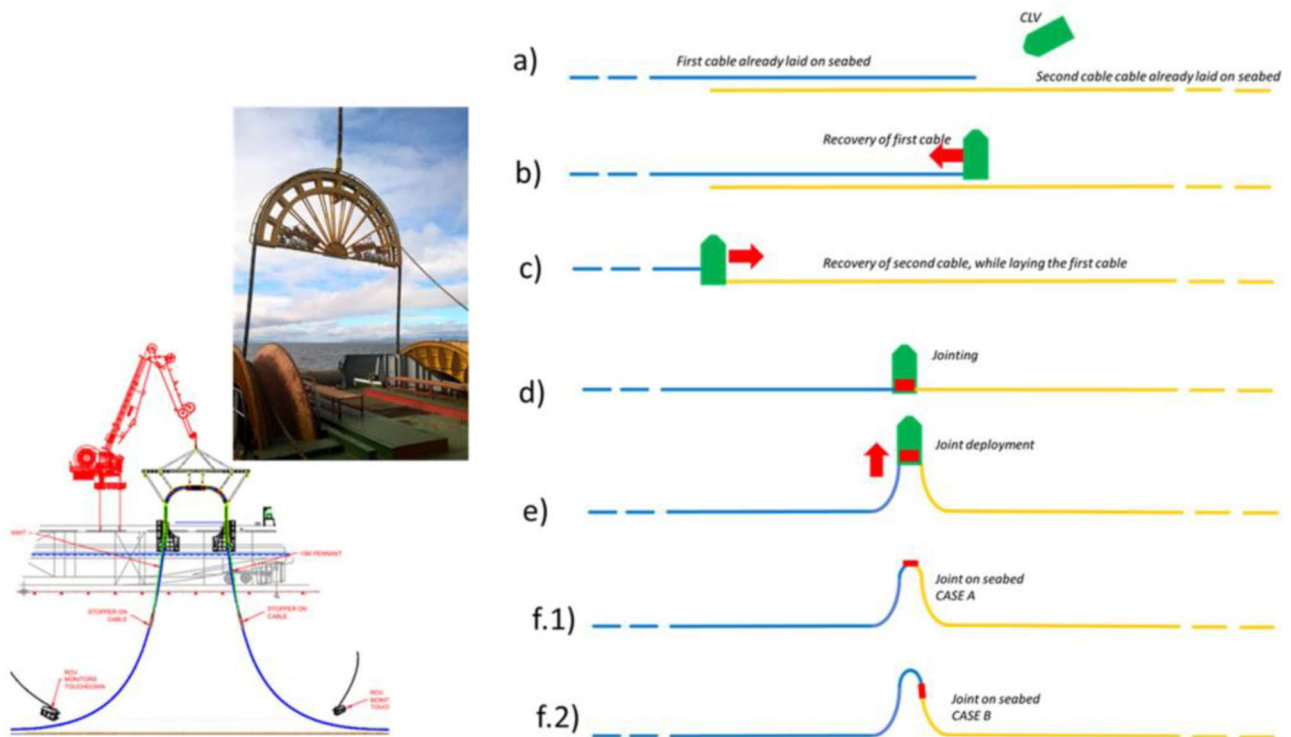 CLV
a)
First cable already laid on seabed
Second cable cable already laid on seabed
Recovery of first cable
b)
c)
Recovery of second cable, while laying the first cable
Jointing
d)
Joint deployment
e)
Joint on seabed
CASE A
f.1)
Joint on seabed
CASE B
f.2)
STOPPER ON
CABLE
STOPPER ON
CABLE
ROV
MONITORS
TOUCHDOWN
ROV
MONIT
TOUC